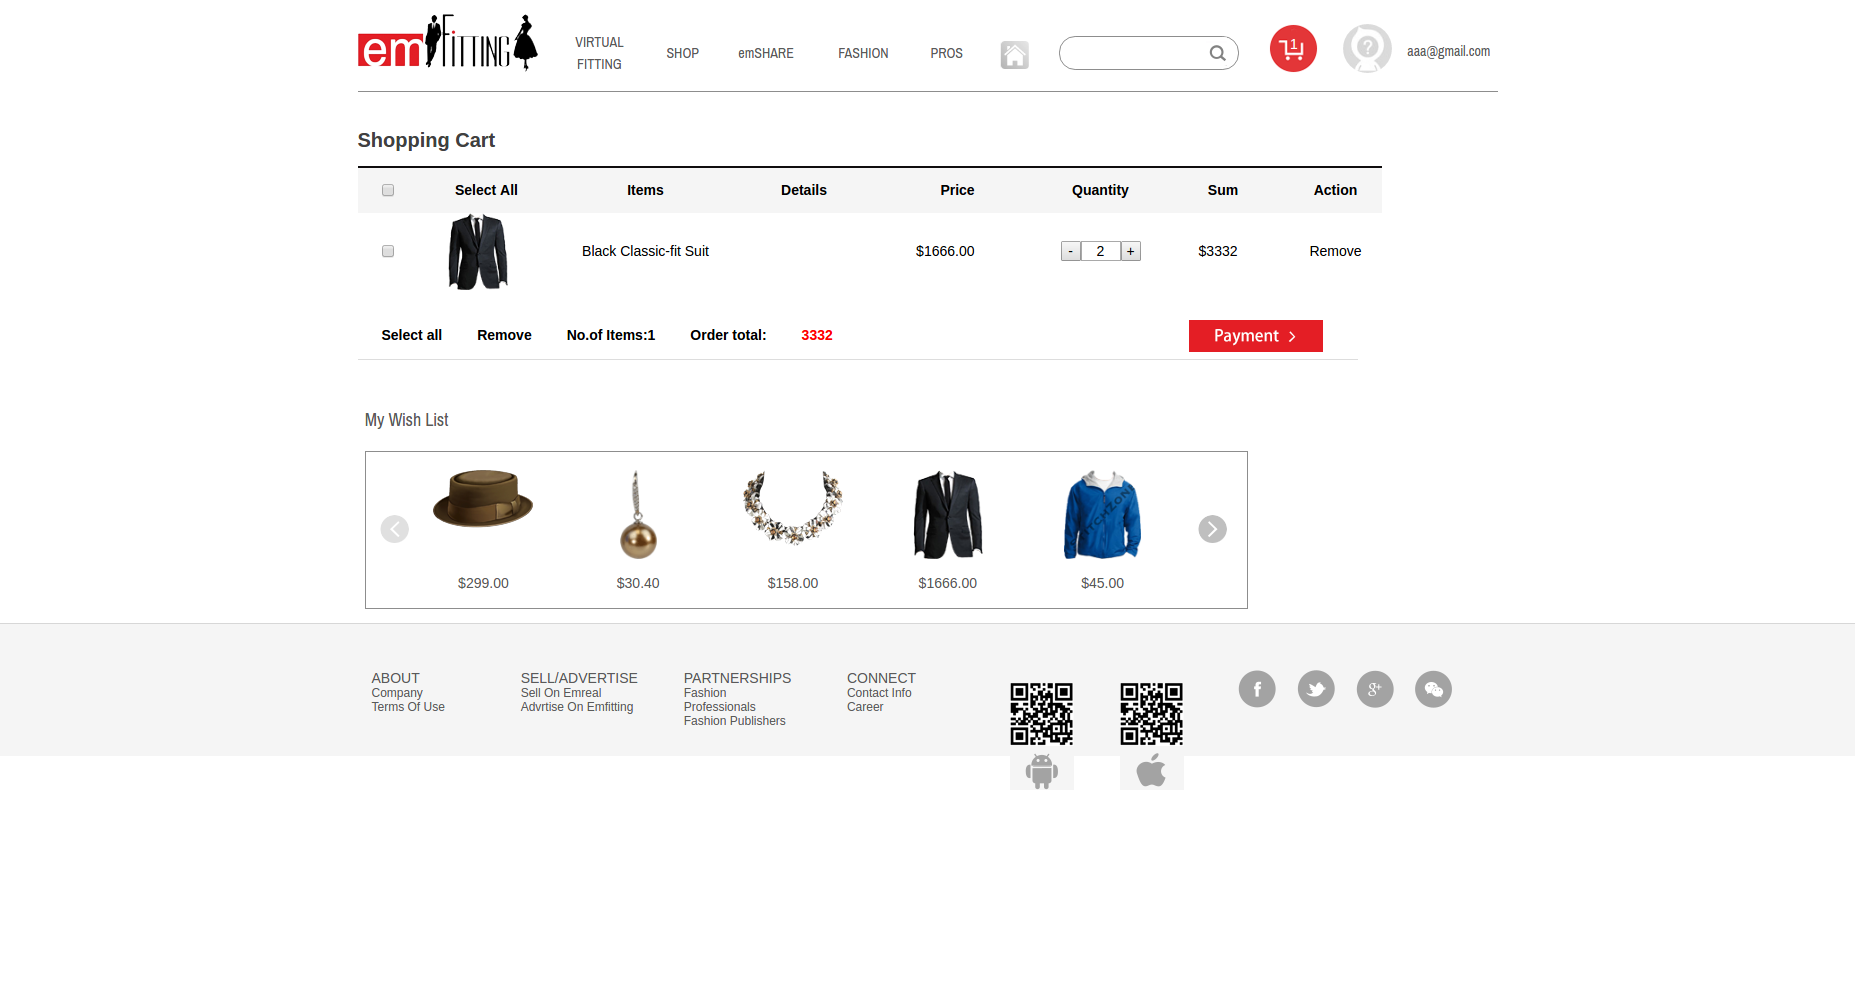 emFITTING
VIRTUAL
FITTING
SHOP
emSHARE
FASHION
PROS
1
?
aaa@gmail.com
Shopping Cart
Select All Items Details Price Quantity Sum Action
Black Classic-fit Suit $1666.00 - 2 + $3332 Remove
Select all Remove No.of Items:1 Order total: 3332 Payment >
My Wish List
$299.00 $30.40 $158.00 $1666.00 $45.00
ABOUT
Company
Terms Of Use
SELL/ADVERTISE
Sell On Emreal
Advrtise On Emfitting
PARTNERSHIPS
Fashion
Professionals
Fashion Publishers
CONNECT
Contact Info
Career
f
g+